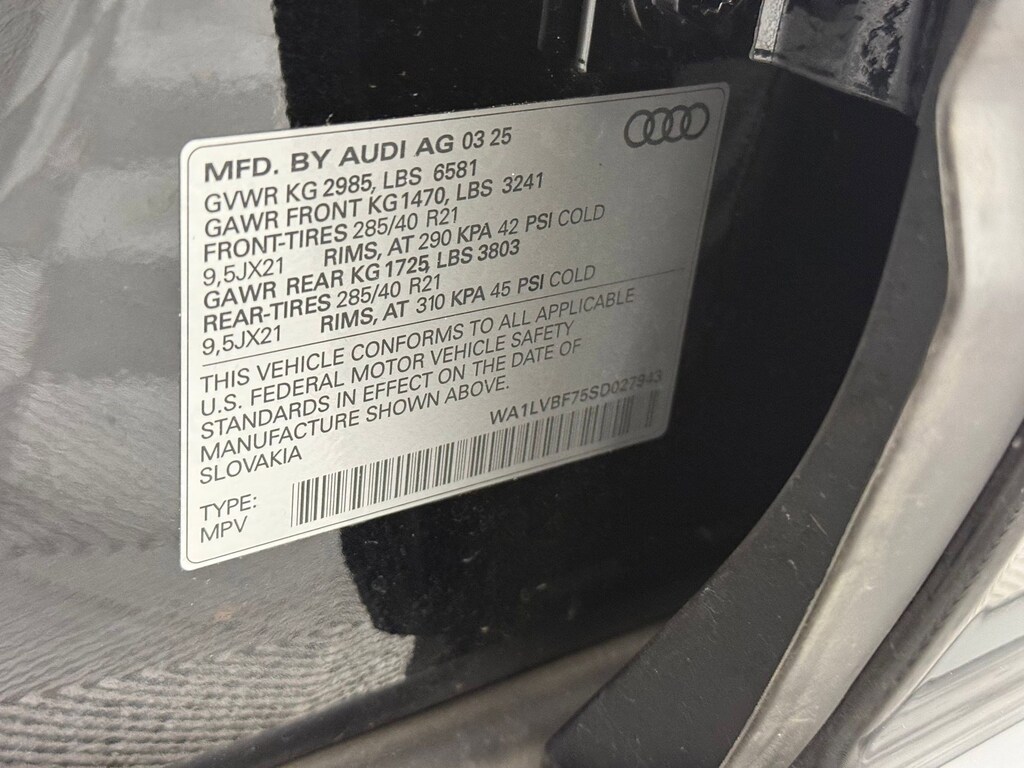 MFD. BY AUDI AG 03 25
GVWR KG 2985, LBS 6581
GAWR FRONT KG1470, LBS 3241
FRONT-TIRES 285/40 R21
9,5JX21 RIMS, AT 290 KPA 42 PSI COLD
GAWR REAR KG 1725, LBS 3803
REAR-TIRES 285/40 R21
9,5JX21 RIMS, AT 310 KPA 45 PSI COLD
THIS VEHICLE CONFORMS TO ALL APPLICABLE
U.S. FEDERAL MOTOR VEHICLE SAFETY
STANDARDS IN EFFECT ON THE DATE OF
MANUFACTURE SHOWN ABOVE.
SLOVAKIA
WA1LVBF75SD027943
TYPE:
MPV